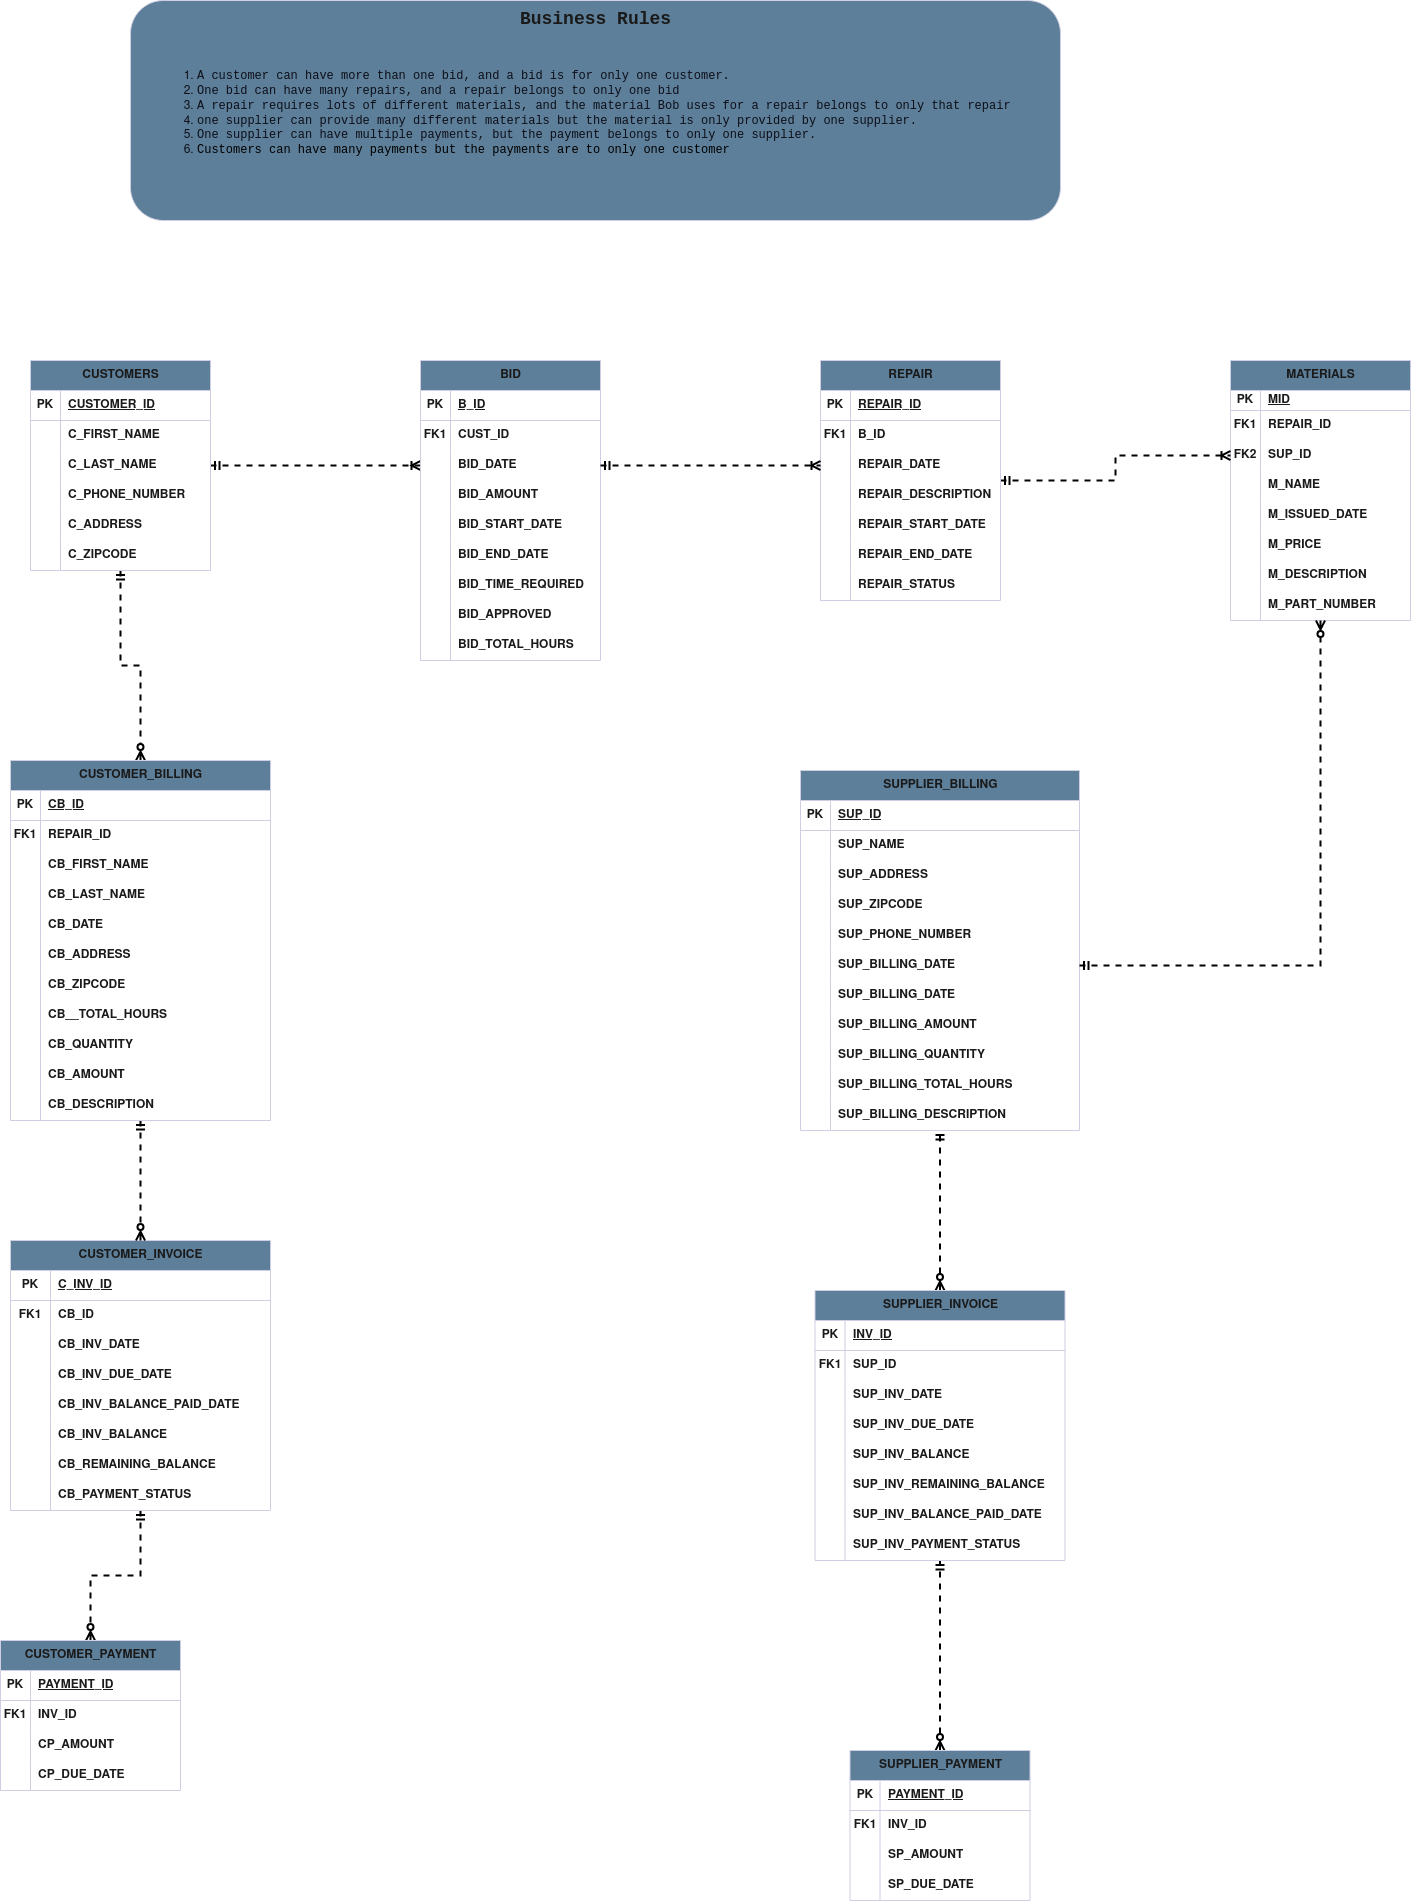 Business Rules
1. A customer can have more than one bid, and a bid is for only one customer.
2. One bid can have many repairs, and a repair belongs to only one bid
3. A repair requires lots of different materials, and the material Bob uses for a repair belongs to only that repair
4. one supplier can provide many different materials but the material is only provided by one supplier.
5. One supplier can have multiple payments, but the payment belongs to only one supplier.
6. Customers can have many payments but the payments are to only one customer
CUSTOMERS
PK CUSTOMER_ID
C_FIRST_NAME
C_LAST_NAME
C_PHONE_NUMBER
C_ADDRESS
C_ZIPCODE
BID
PK B_ID
FK1 CUST_ID
BID_DATE
BID_AMOUNT
BID_START_DATE
BID_END_DATE
BID_TIME_REQUIRED
BID_APPROVED
BID_TOTAL_HOURS
REPAIR
PK REPAIR_ID
FK1 B_ID
REPAIR_DATE
REPAIR_DESCRIPTION
REPAIR_START_DATE
REPAIR_END_DATE
REPAIR_STATUS
MATERIALS
PK MID
FK1 REPAIR_ID
FK2 SUP_ID
M_NAME
M_ISSUED_DATE
M_PRICE
M_DESCRIPTION
M_PART_NUMBER
CUSTOMER_BILLING
PK CB_ID
FK1 REPAIR_ID
CB_FIRST_NAME
CB_LAST_NAME
CB_DATE
CB_ADDRESS
CB_ZIPCODE
CB__TOTAL_HOURS
CB_QUANTITY
CB_AMOUNT
CB_DESCRIPTION
SUPPLIER_BILLING
PK SUP_ID
SUP_NAME
SUP_ADDRESS
SUP_ZIPCODE
SUP_PHONE_NUMBER
SUP_BILLING_DATE
SUP_BILLING_DATE
SUP_BILLING_AMOUNT
SUP_BILLING_QUANTITY
SUP_BILLING_TOTAL_HOURS
SUP_BILLING_DESCRIPTION
CUSTOMER_INVOICE
PK C_INV_ID
FK1 CB_ID
CB_INV_DATE
CB_INV_DUE_DATE
CB_INV_BALANCE_PAID_DATE
CB_INV_BALANCE
CB_REMAINING_BALANCE
CB_PAYMENT_STATUS
SUPPLIER_INVOICE
PK INV_ID
FK1 SUP_ID
SUP_INV_DATE
SUP_INV_DUE_DATE
SUP_INV_BALANCE
SUP_INV_REMAINING_BALANCE
SUP_INV_BALANCE_PAID_DATE
SUP_INV_PAYMENT_STATUS
CUSTOMER_PAYMENT
PK PAYMENT_ID
FK1 INV_ID
CP_AMOUNT
CP_DUE_DATE
SUPPLIER_PAYMENT
PK PAYMENT_ID
FK1 INV_ID
SP_AMOUNT
SP_DUE_DATE